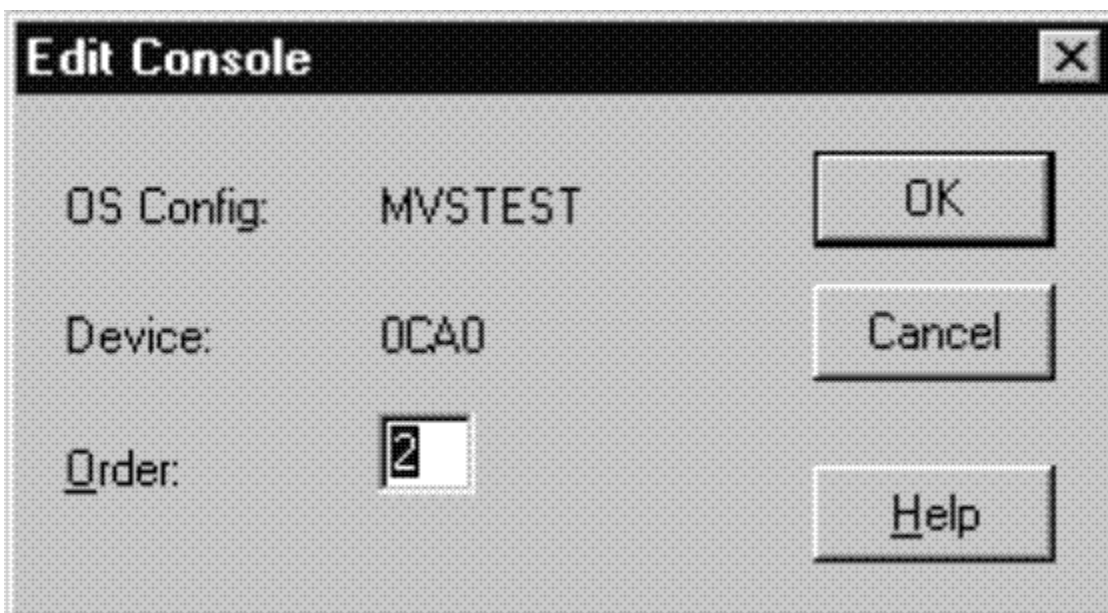 Edit Console
OS Config: MVSTEST OK
Device: 0CA0 Cancel
Order: 2
Help